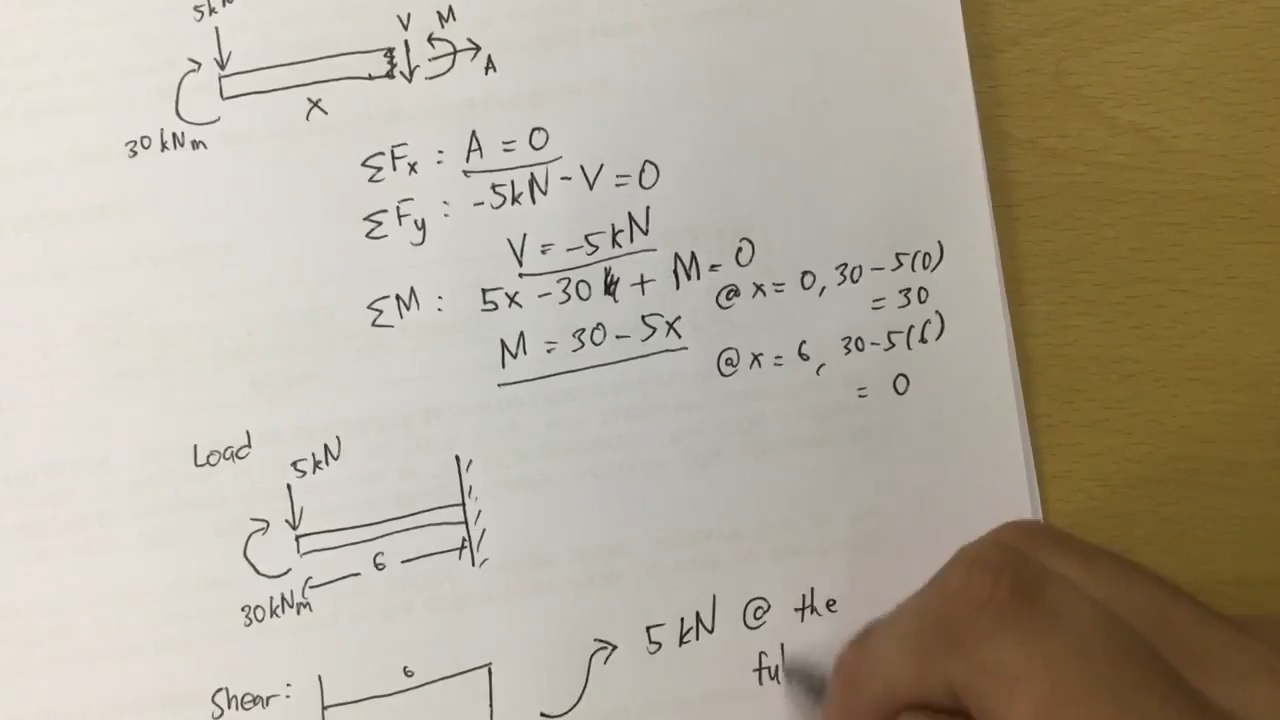 5kN
V M
A
X
30 kNm
ΣFx : A = 0
ΣFy : -5kN - V = 0
V = -5kN
ΣM : 5x - 30 + M = 0
M = 30 - 5x
@ x = 0, 30 - 5(0)
= 30
@ x = 6, 30 - 5(6)
= 0
Load
5kN
6
30kNm
5 kN @ the
Shear:
6